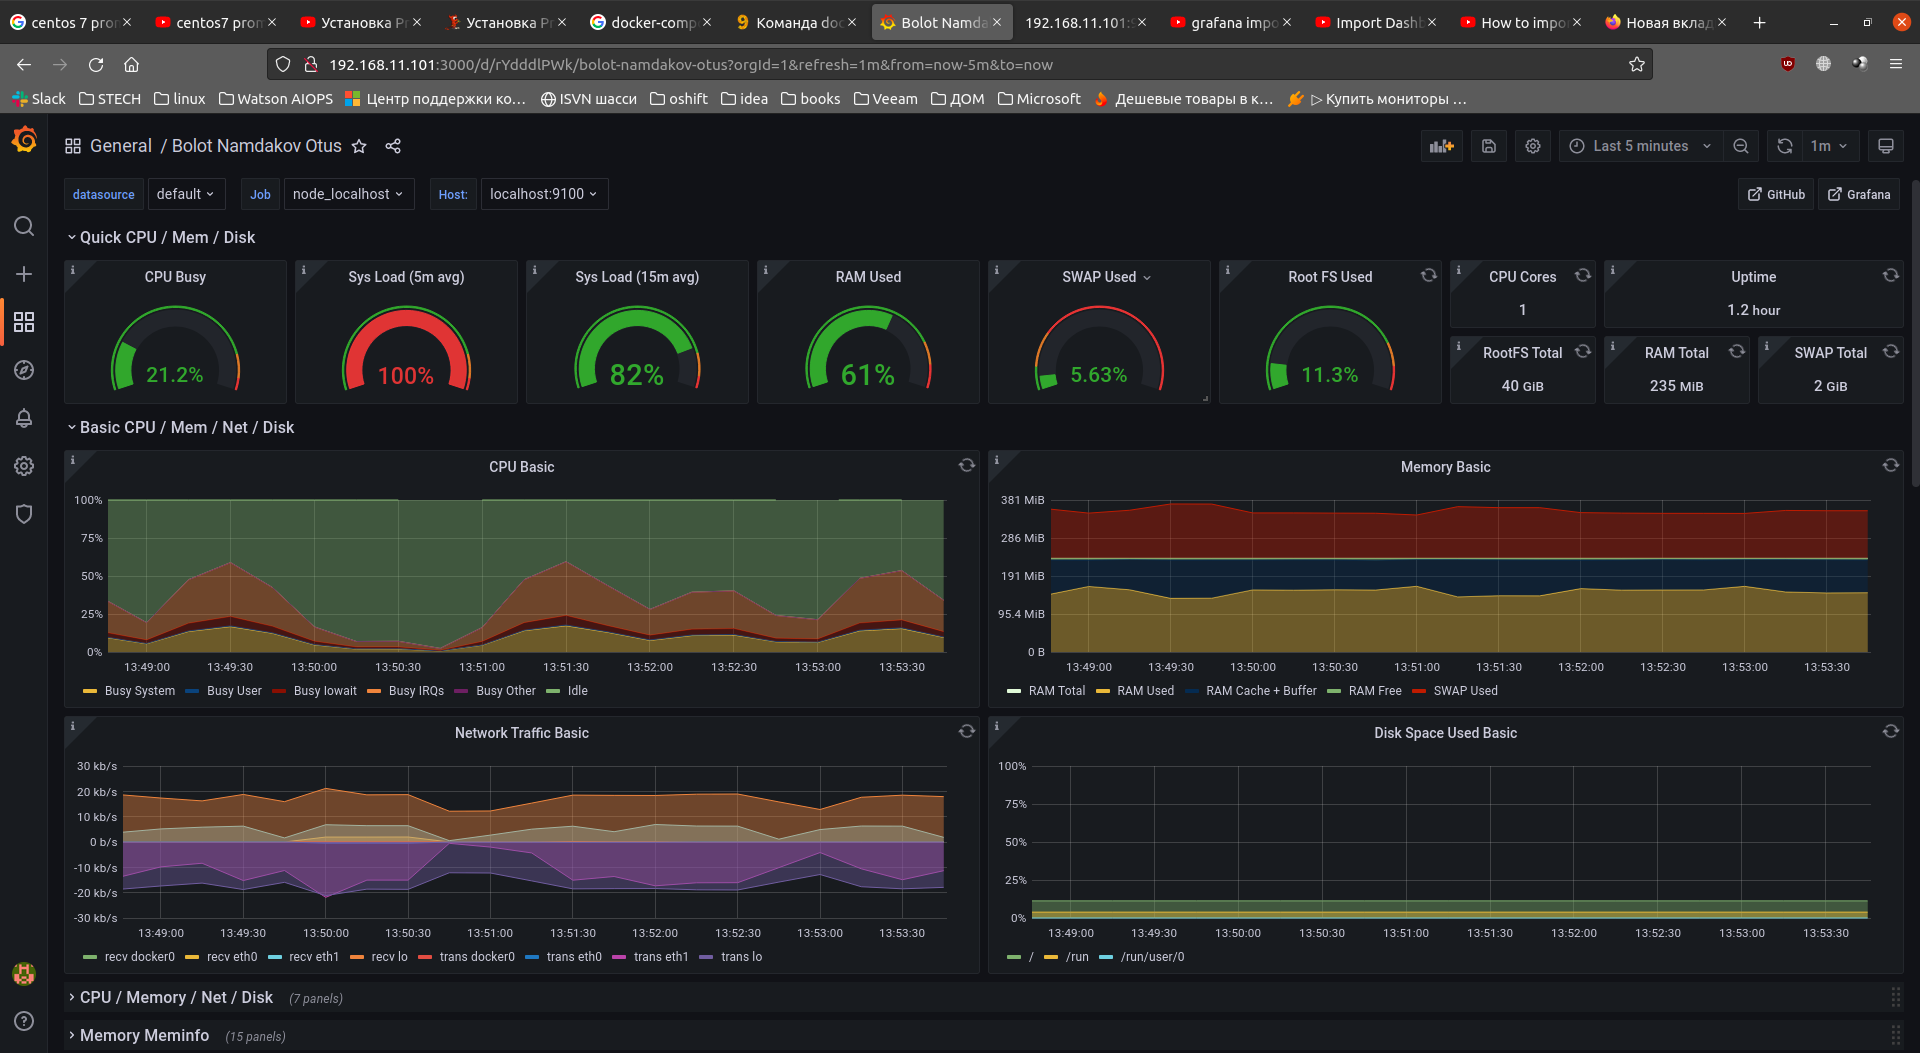 centos 7 pro
centos7 prom
Установка Pr
Установка Pr
docker-comp
Команда doc
Bolot Namda
192.168.11.101:9
grafana impo
Import Dashb
How to impo
Новая вклад
192.168.11.101:3000/d/rYdddlPWk/bolot-namdakov-otus?orgId=1&refresh=1m&from=now-5m&to=now
Slack STECH linux Watson AIOPS Центр поддержки ко… ISVN шасси oshift idea books Veeam ДОМ Microsoft Дешевые товары в к… ▷ Купить мониторы …
General / Bolot Namdakov Otus
Last 5 minutes
1m
datasource default Job node_localhost Host: localhost:9100
GitHub Grafana
Quick CPU / Mem / Disk
CPU Busy
21.2%
Sys Load (5m avg)
100%
Sys Load (15m avg)
82%
RAM Used
61%
SWAP Used
5.63%
Root FS Used
11.3%
CPU Cores
1
Uptime
1.2 hour
RootFS Total
40 GiB
RAM Total
235 MiB
SWAP Total
2 GiB
Basic CPU / Mem / Net / Disk
CPU Basic
100%
75%
50%
25%
0%
13:49:00 13:49:30 13:50:00 13:50:30 13:51:00 13:51:30 13:52:00 13:52:30 13:53:00 13:53:30
Busy System Busy User Busy Iowait Busy IRQs Busy Other Idle
Memory Basic
381 MiB
286 MiB
191 MiB
95.4 MiB
0 B
13:49:00 13:49:30 13:50:00 13:50:30 13:51:00 13:51:30 13:52:00 13:52:30 13:53:00 13:53:30
RAM Total RAM Used RAM Cache + Buffer RAM Free SWAP Used
Network Traffic Basic
30 kb/s
20 kb/s
10 kb/s
0 b/s
-10 kb/s
-20 kb/s
-30 kb/s
13:49:00 13:49:30 13:50:00 13:50:30 13:51:00 13:51:30 13:52:00 13:52:30 13:53:00 13:53:30
recv docker0 recv eth0 recv eth1 recv lo trans docker0 trans eth0 trans eth1 trans lo
Disk Space Used Basic
100%
75%
50%
25%
0%
13:49:00 13:49:30 13:50:00 13:50:30 13:51:00 13:51:30 13:52:00 13:52:30 13:53:00 13:53:30
/ /run /run/user/0
CPU / Memory / Net / Disk (7 panels)
Memory Meminfo (15 panels)